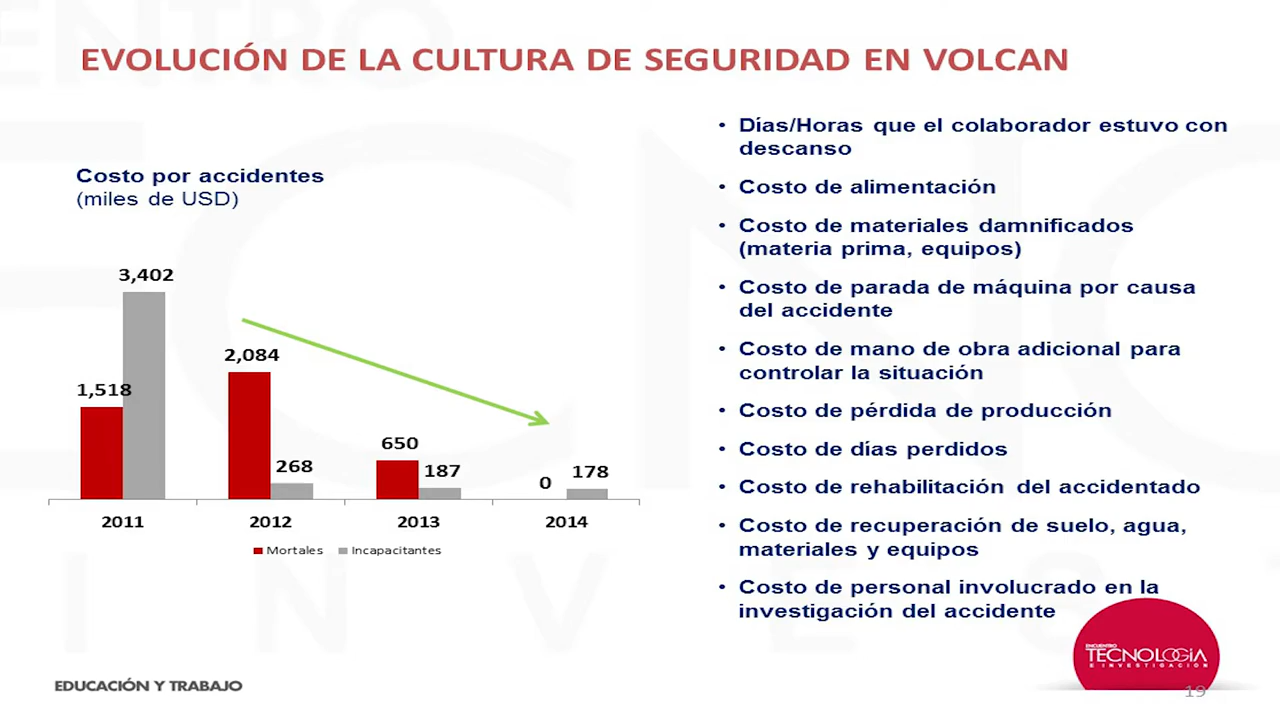 EVOLUCIÓN DE LA CULTURA DE SEGURIDAD EN VOLCAN
Costo por accidentes
(miles de USD)
3,402
2,084
1,518
650
268
187
0
178
2011
2012
2013
2014
Mortales
Incapacitantes
• Días/Horas que el colaborador estuvo con
descanso
• Costo de alimentación
• Costo de materiales damnificados
(materia prima, equipos)
• Costo de parada de máquina por causa
del accidente
• Costo de mano de obra adicional para
controlar la situación
• Costo de pérdida de producción
• Costo de días perdidos
• Costo de rehabilitación del accidentado
• Costo de recuperación de suelo, agua,
materiales y equipos
• Costo de personal involucrado en la
investigación del accidente
EDUCACIÓN Y TRABAJO
ENCUENTRO
TECNOLOGÍA
E INVESTIGACIÓN
19